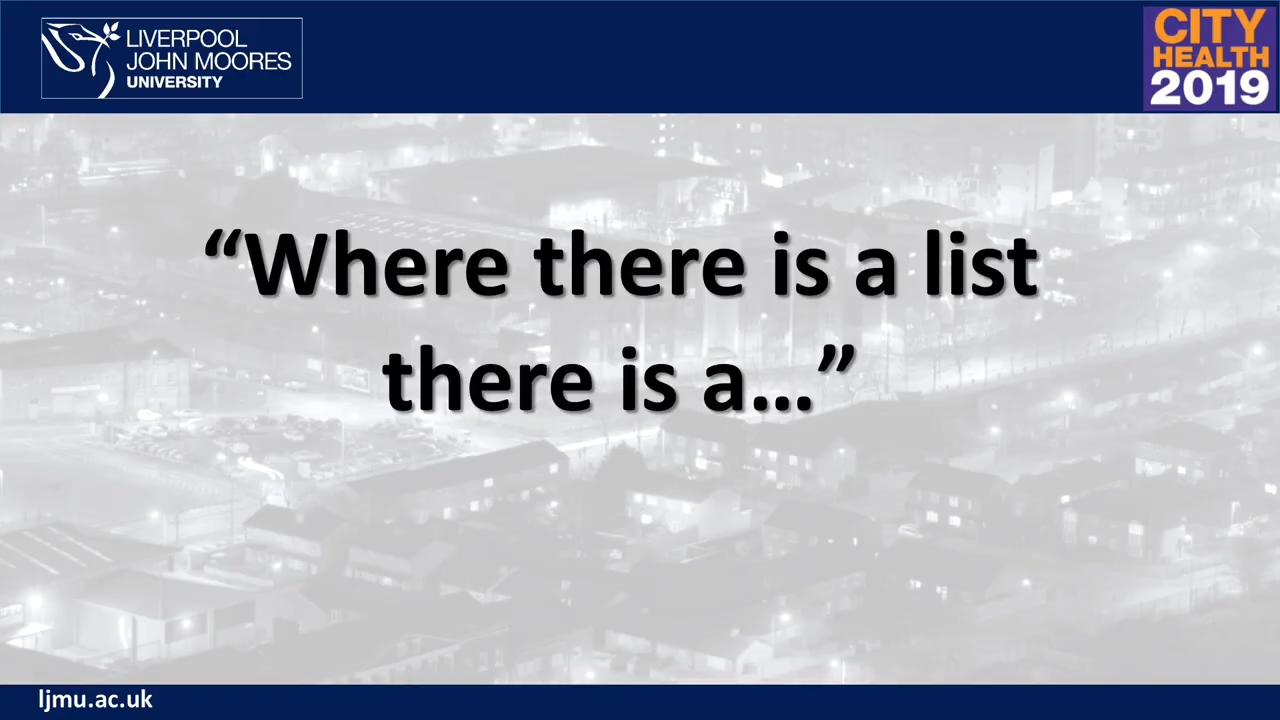 LIVERPOOL
JOHN MOORES
UNIVERSITY
CITY
HEALTH
2019
“Where there is a list
there is a...”
ljmu.ac.uk